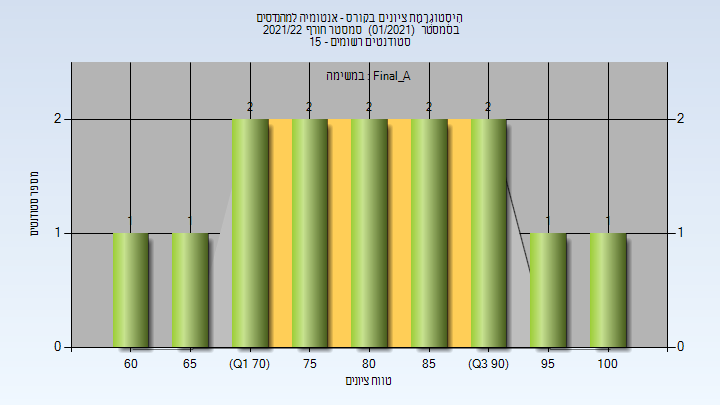 היסטוגרמת ציונים בקורס - אנטומיה למהנדסים
בסמסטר (01/2021) סמסטר חורף 2021/22
סטודנטים רשומים - 15
במשימה : Final_A
2 2 2 2 2
2 2
1 1 1 1
1 1
0 0
מספר סטודנטים
60 65 (Q1 70) 75 80 85 (Q3 90) 95 100
טווח ציונים